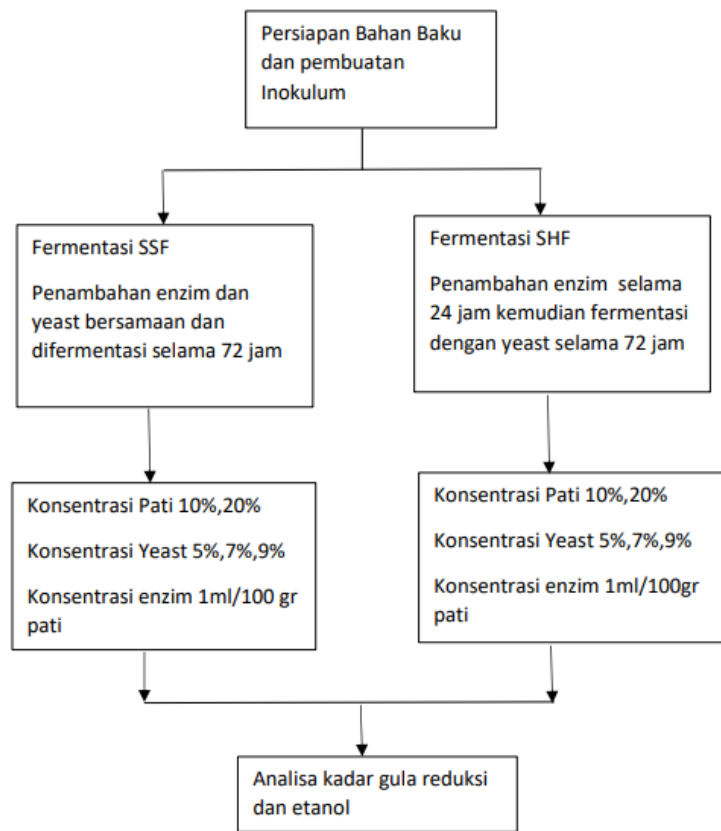 Persiapan Bahan Baku
dan pembuatan
Inokulum
Fermentasi SSF
Penambahan enzim dan
yeast bersamaan dan
difermentasi selama 72 jam
Fermentasi SHF
Penambahan enzim  selama
24 jam kemudian fermentasi
dengan yeast selama 72 jam
Konsentrasi Pati 10%,20%
Konsentrasi Yeast 5%,7%,9%
Konsentrasi enzim 1ml/100 gr
pati
Konsentrasi Pati 10%,20%
Konsentrasi Yeast 5%,7%,9%
Konsentrasi enzim 1ml/100gr
pati
Analisa kadar gula reduksi
dan etanol